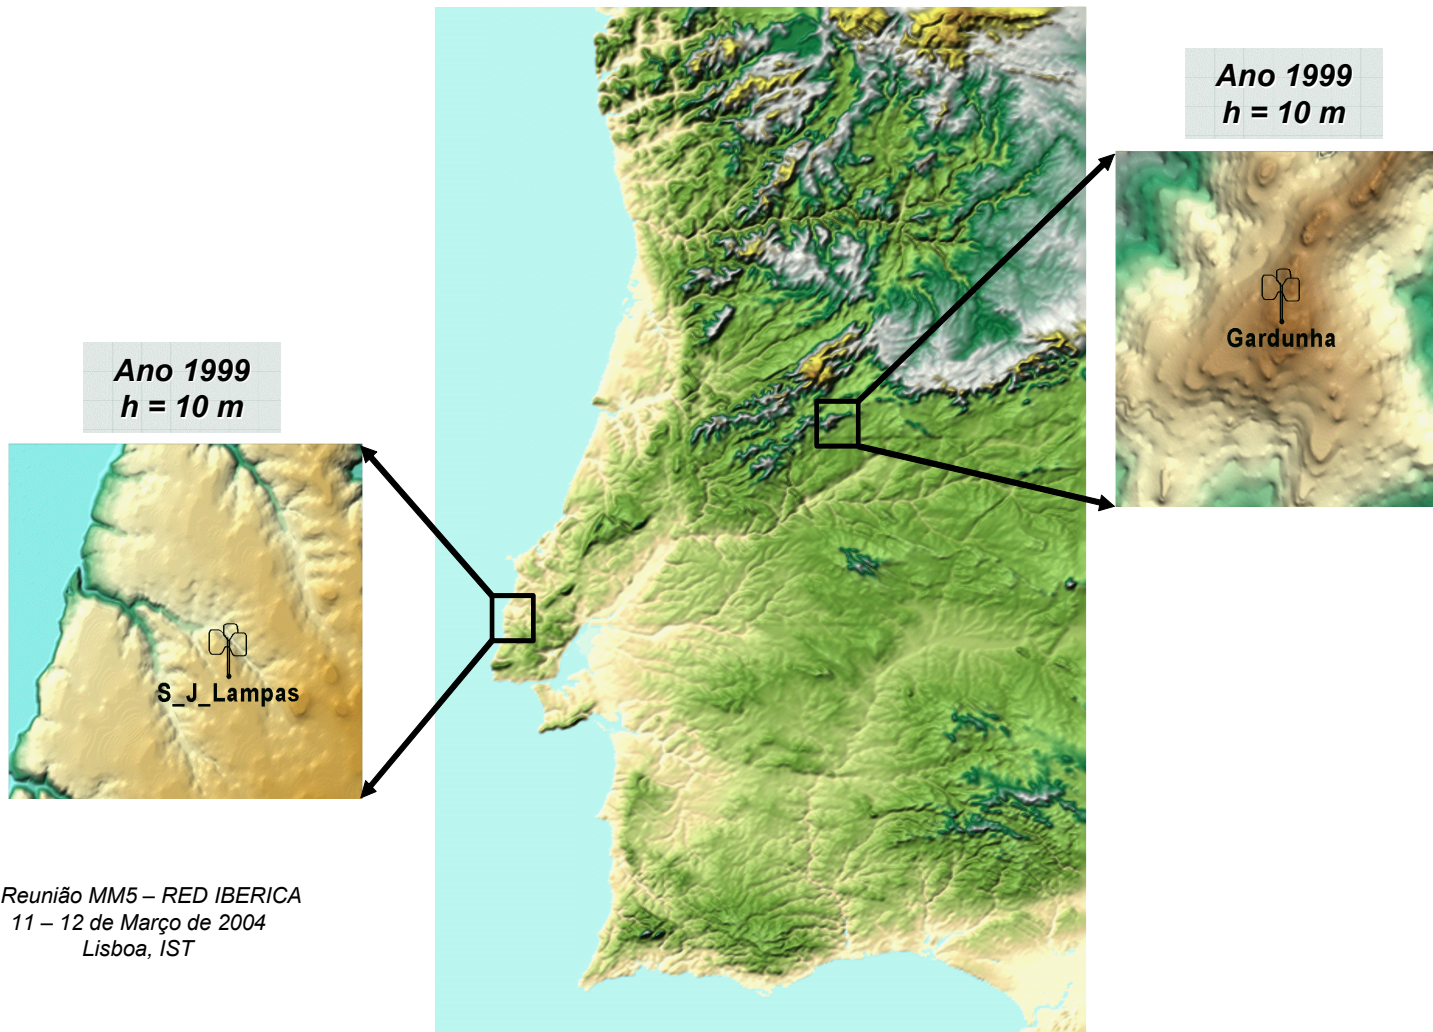 Ano 1999
h = 10 m
Gardunha
Ano 1999
h = 10 m
S_J_Lampas
Reunião MM5 – RED IBERICA
11 – 12 de Março de 2004
Lisboa, IST